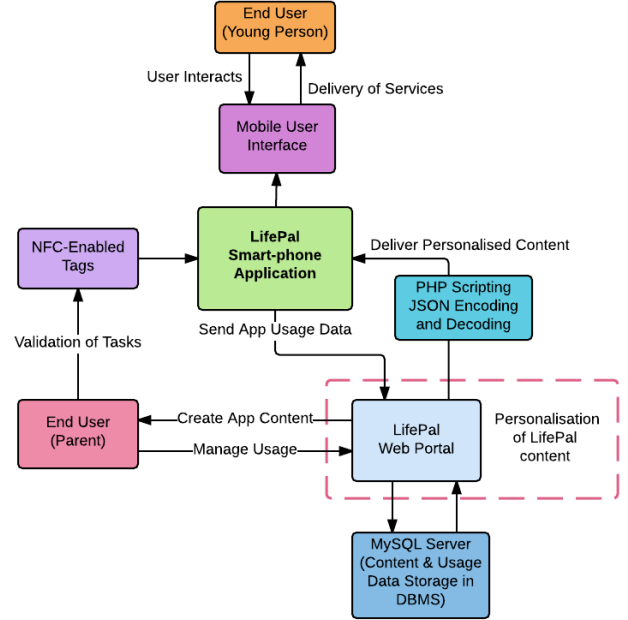 End User
(Young Person)
User Interacts
Delivery of Services
Mobile User
Interface
LifePal
Smart-phone
Application
NFC-Enabled
Tags
Deliver Personalised Content
PHP Scripting
JSON Encoding
and Decoding
Send App Usage Data
Validation of Tasks
End User
(Parent)
Create App Content
Manage Usage
LifePal
Web Portal
Personalisation
of LifePal
content
MySQL Server
(Content & Usage
Data Storage in
DBMS)